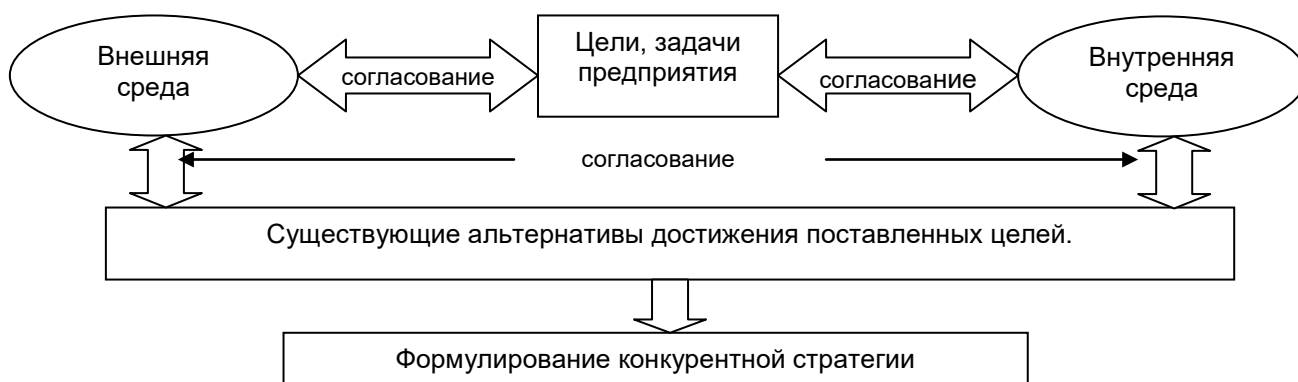 Внешняя
среда
согласование
Цели, задачи
предприятия
согласование
Внутренняя
среда
согласование
Существующие альтернативы достижения поставленных целей.
Формулирование конкурентной стратегии